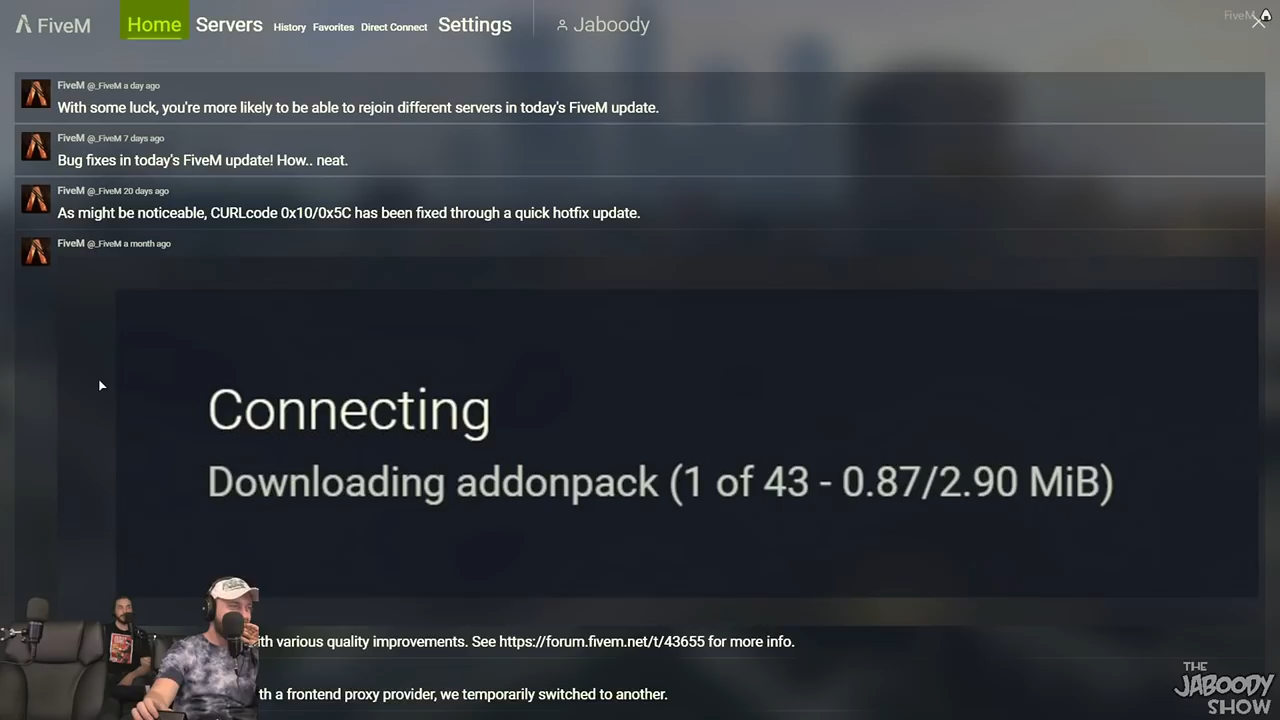 FiveM
Home Servers History Favorites Direct Connect Settings Jaboody
FiveM
FiveM @_FiveM a day ago
With some luck, you're more likely to be able to rejoin different servers in today's FiveM update.
FiveM @_FiveM 7 days ago
Bug fixes in today's FiveM update! How.. neat.
FiveM @_FiveM 20 days ago
As might be noticeable, CURLcode 0x10/0x5C has been fixed through a quick hotfix update.
FiveM @_FiveM a month ago
Connecting
Downloading addonpack (1 of 43 - 0.87/2.90 MiB)
ith various quality improvements. See https://forum.fivem.net/t/43655 for more info.
th a frontend proxy provider, we temporarily switched to another.
THE
JABOODY
SHOW